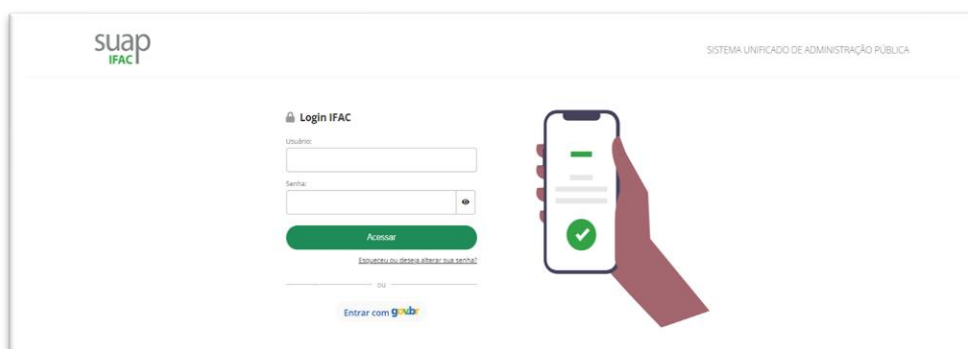 suap
IFAC
SISTEMA UNIFICADO DE ADMINISTRAÇÃO PÚBLICA
Login IFAC
Usuário:
Senha:
Acessar
Esqueceu ou deseja alterar sua senha?
ou
Entrar com gov.br